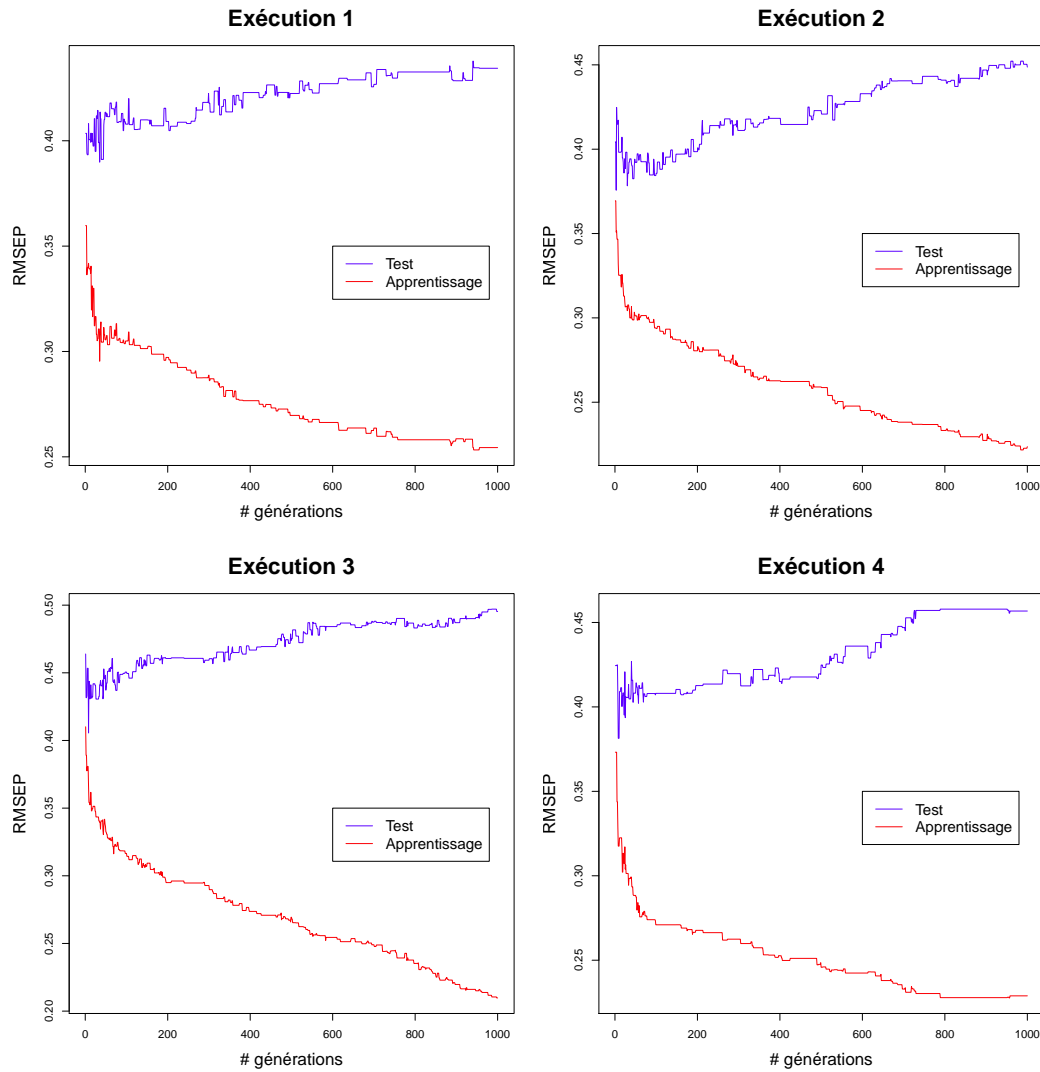 Exécution 1
RMSEP
0.25 0.30 0.35 0.40
Test
Apprentissage
0 200 400 600 800 1000
# générations
Exécution 2
RMSEP
0.25 0.30 0.35 0.40 0.45
Test
Apprentissage
0 200 400 600 800 1000
# générations
Exécution 3
RMSEP
0.20 0.25 0.30 0.35 0.40 0.45 0.50
Test
Apprentissage
0 200 400 600 800 1000
# générations
Exécution 4
RMSEP
0.25 0.30 0.35 0.40 0.45
Test
Apprentissage
0 200 400 600 800 1000
# générations